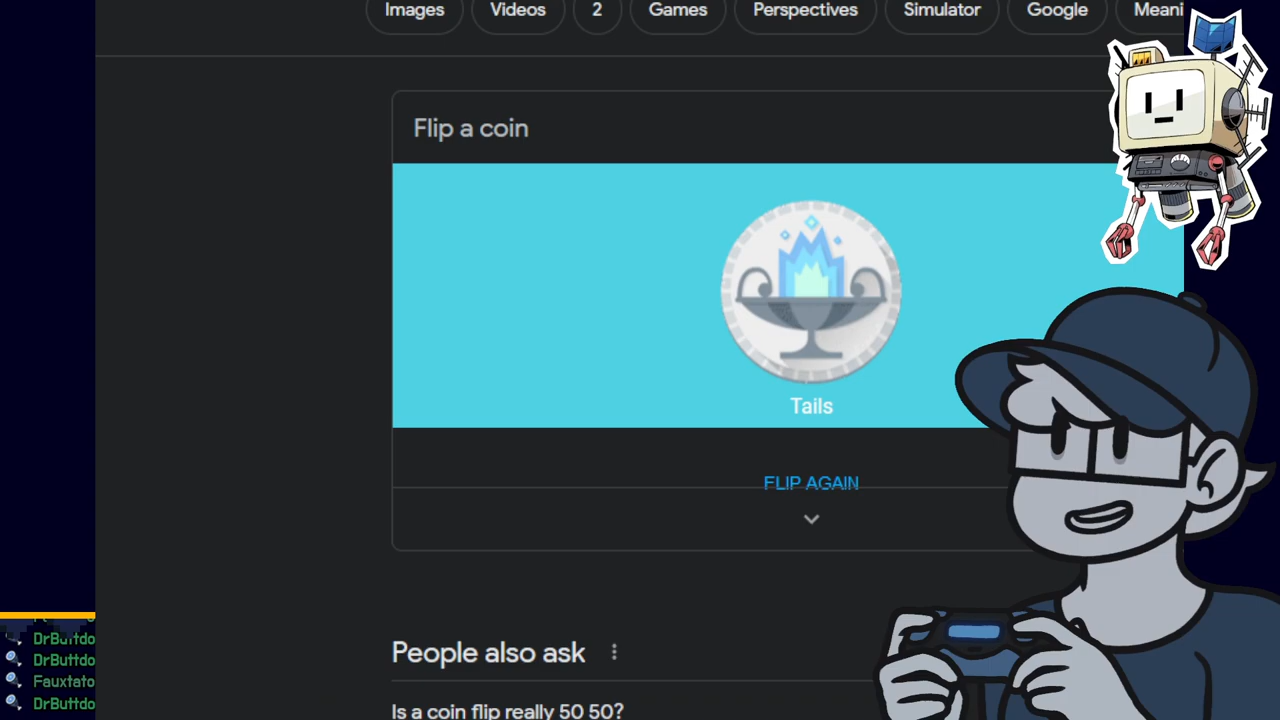 Images Videos 2 Games Perspectives Simulator Google Meani
Flip a coin
Tails
FLIP AGAIN
People also ask
Is a coin flip really 50 50?
DrButtdo
DrButtdo
Fauxtato
DrButtdo